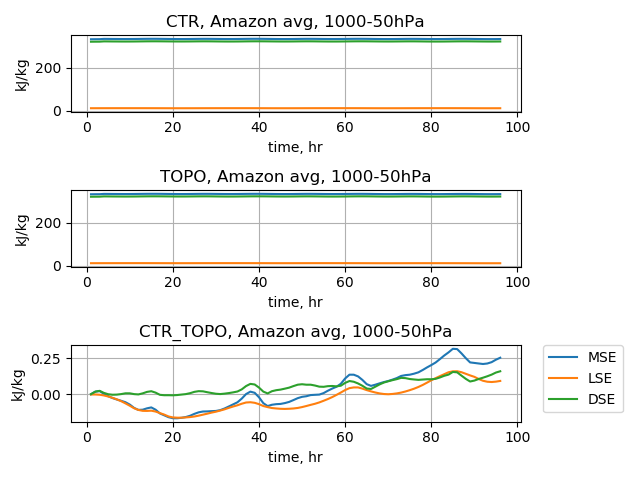 CTR, Amazon avg, 1000-50hPa
200
0
kJ/kg
0 20 40 60 80 100
time, hr
TOPO, Amazon avg, 1000-50hPa
200
0
kJ/kg
0 20 40 60 80 100
time, hr
CTR_TOPO, Amazon avg, 1000-50hPa
0.25
0.00
kJ/kg
0 20 40 60 80 100
time, hr
MSE
LSE
DSE